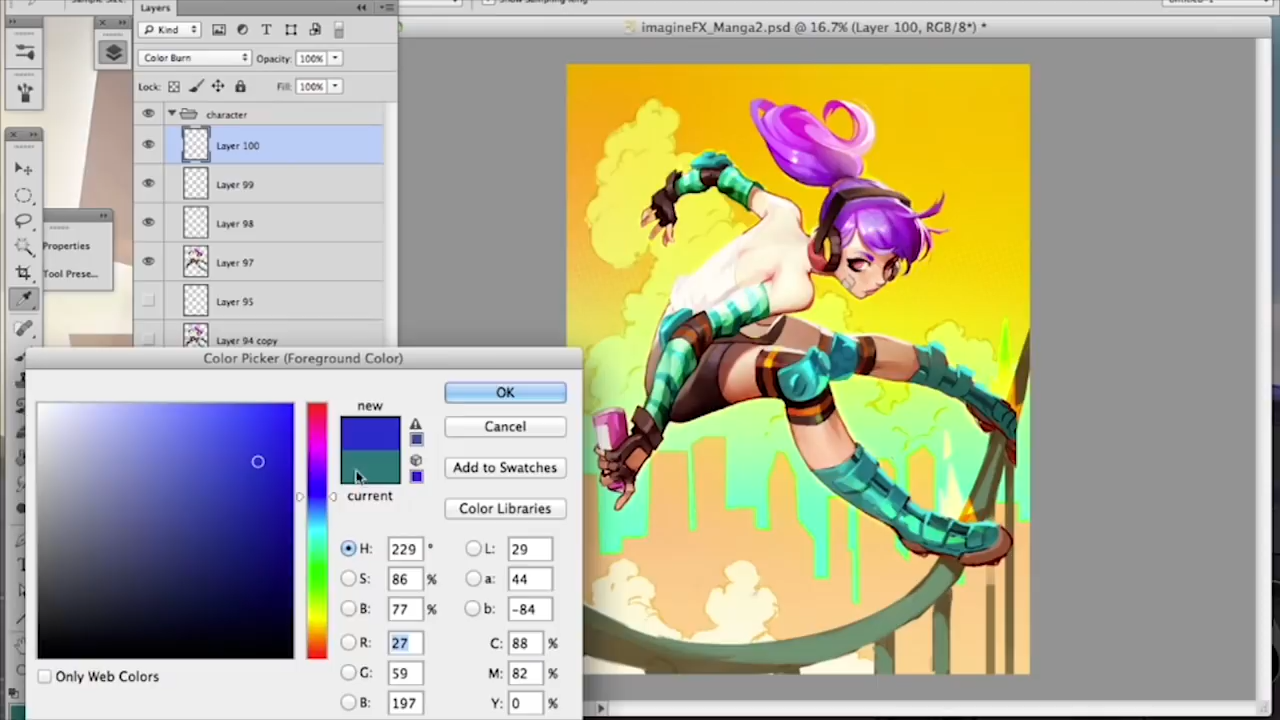 Layers
Kind
imagineFX_Manga2.psd @ 16.7% (Layer 100, RGB/8*) *
Color Burn
Opacity: 100%
Lock:
Fill: 100%
character
Layer 100
Layer 99
Layer 98
Layer 97
Layer 95
Layer 94 copy
Properties
Tool Prese...
Color Picker (Foreground Color)
new
current
OK
Cancel
Add to Swatches
Color Libraries
H: 229 °
S: 86 %
B: 77 %
R: 27
G: 59
B: 197
L: 29
a: 44
b: -84
C: 88 %
M: 82 %
Y: 0 %
Only Web Colors